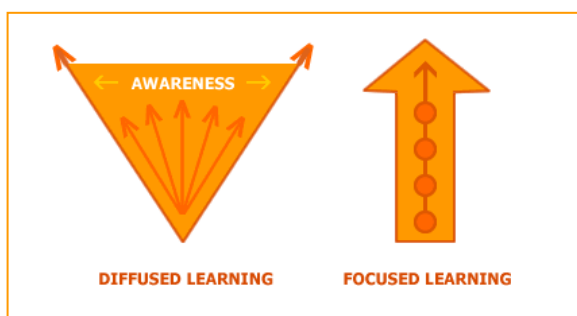 ← AWARENESS →
DIFFUSED LEARNING
FOCUSED LEARNING